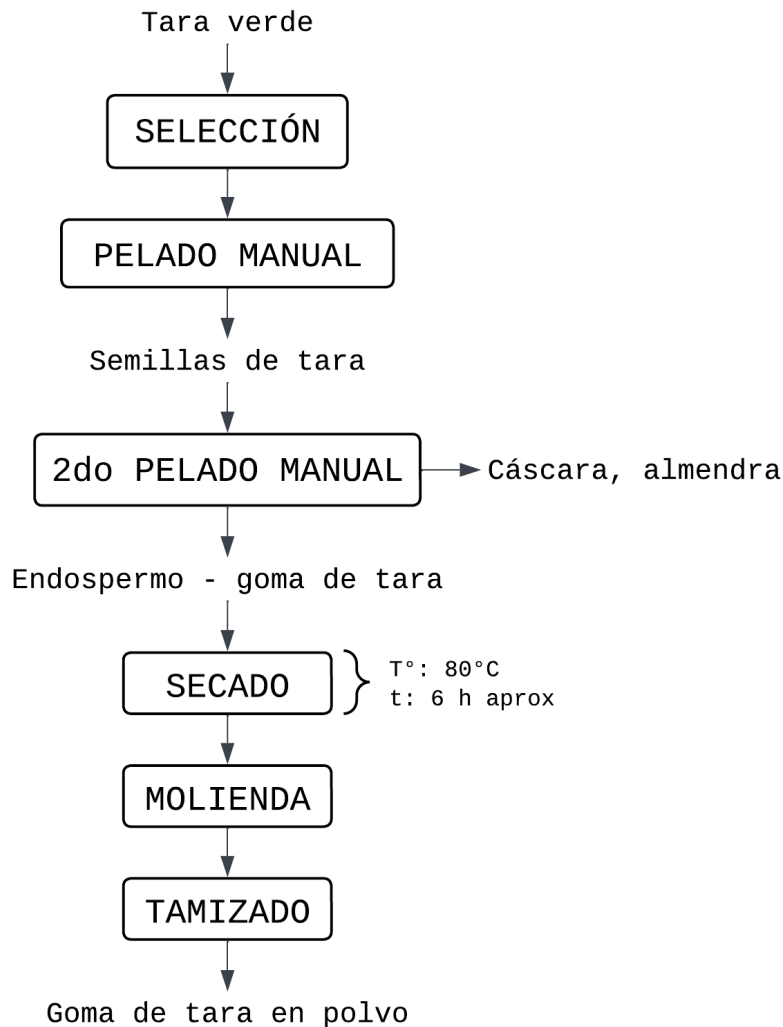 Tara verde
SELECCIÓN
PELADO MANUAL
Semillas de tara
2do PELADO MANUAL
Cáscara, almendra
Endospermo - goma de tara
SECADO
T°: 80°C
t: 6 h aprox
MOLIENDA
TAMIZADO
Goma de tara en polvo